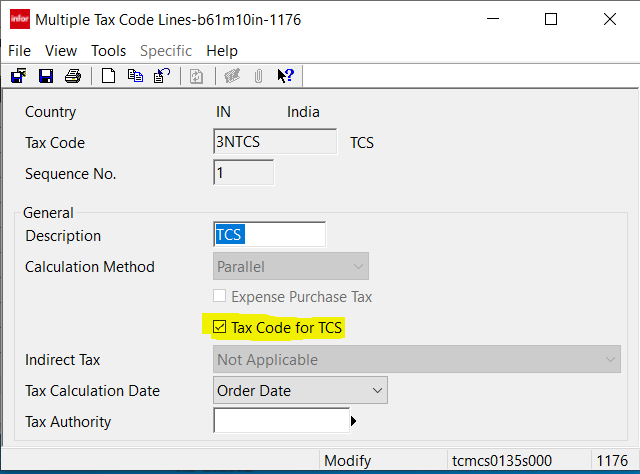 infor Multiple Tax Code Lines-b61m10in-1176
File View Tools Specific Help
Country IN India
Tax Code 3NTCS TCS
Sequence No. 1
General
Description TCS
Calculation Method Parallel
Expense Purchase Tax
Tax Code for TCS
Indirect Tax Not Applicable
Tax Calculation Date Order Date
Tax Authority
Modify tcmcs0135s000 1176